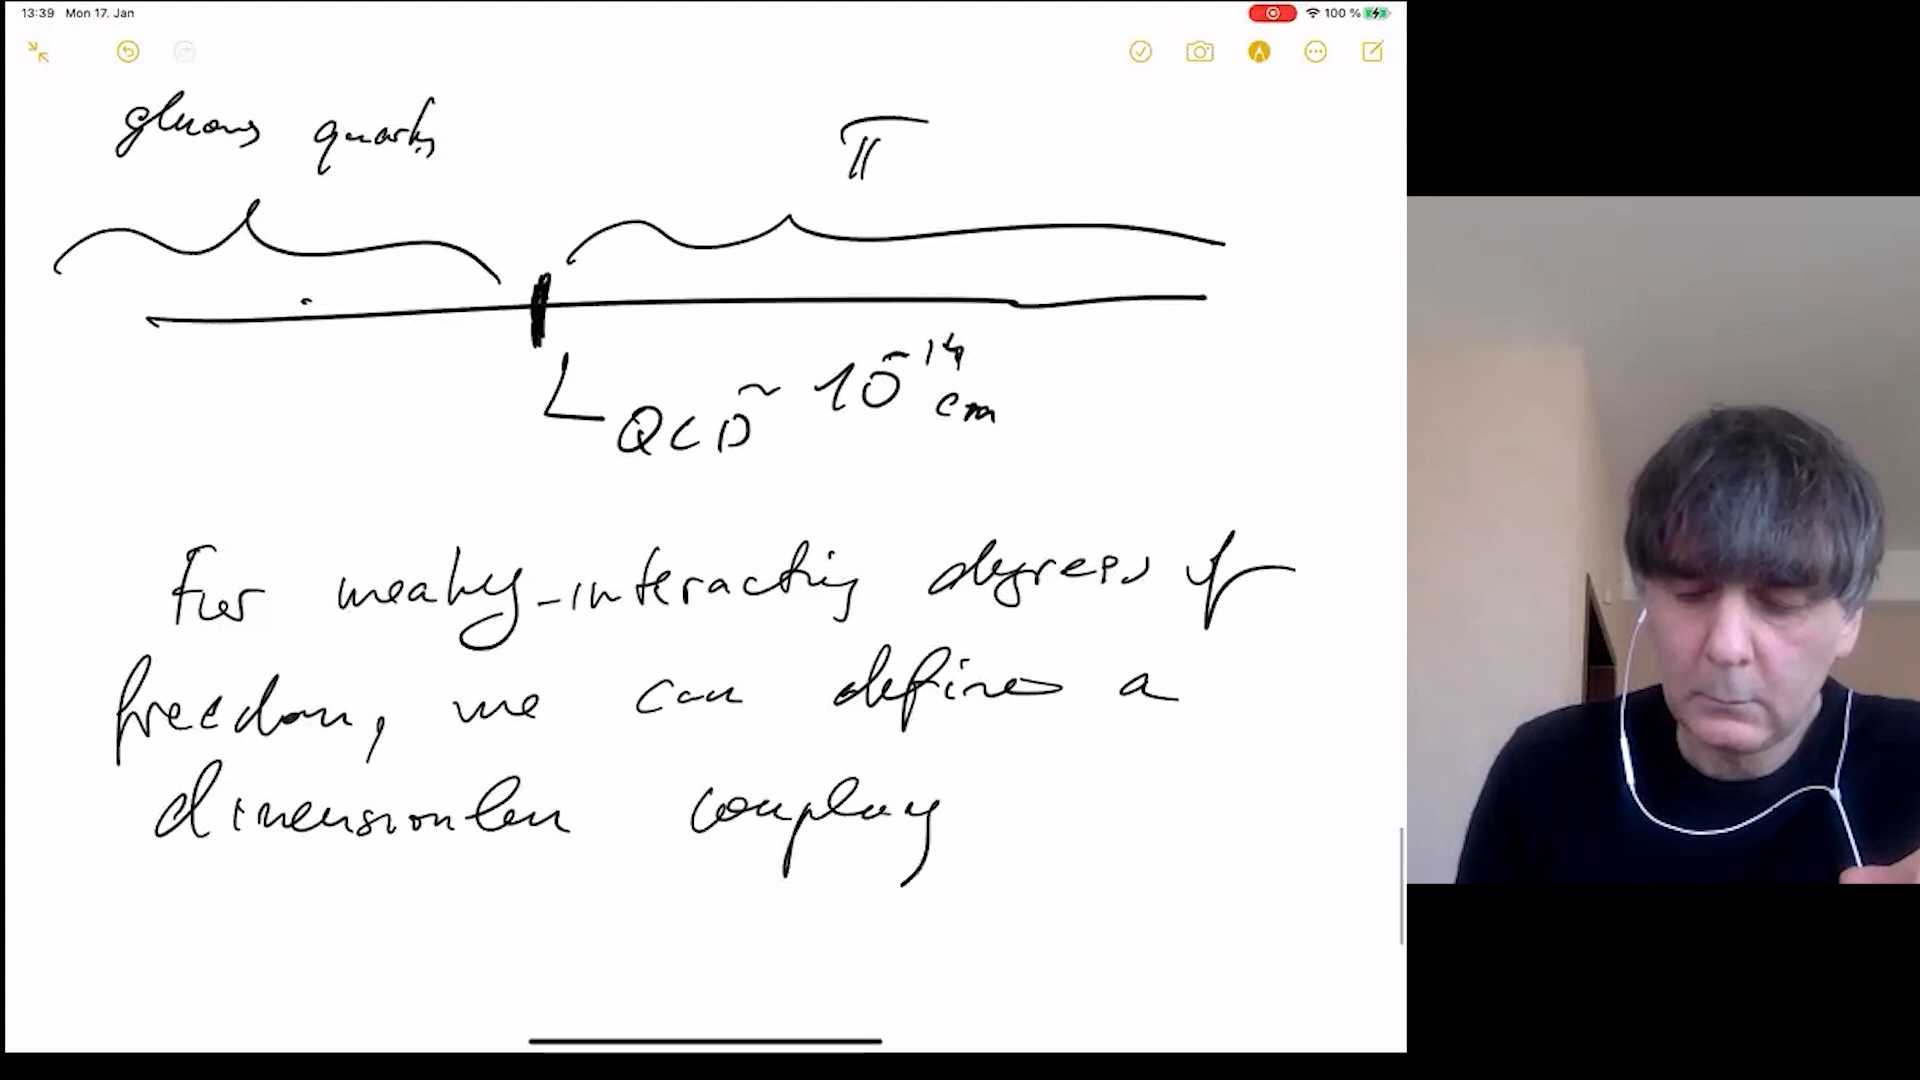 13:39 Mon 17. Jan 100 %
gluons quarks π
L_QCD ~ 10^-14 cm
For weakly-interacting degrees of
freedom, we can define a
dimensionless coupling